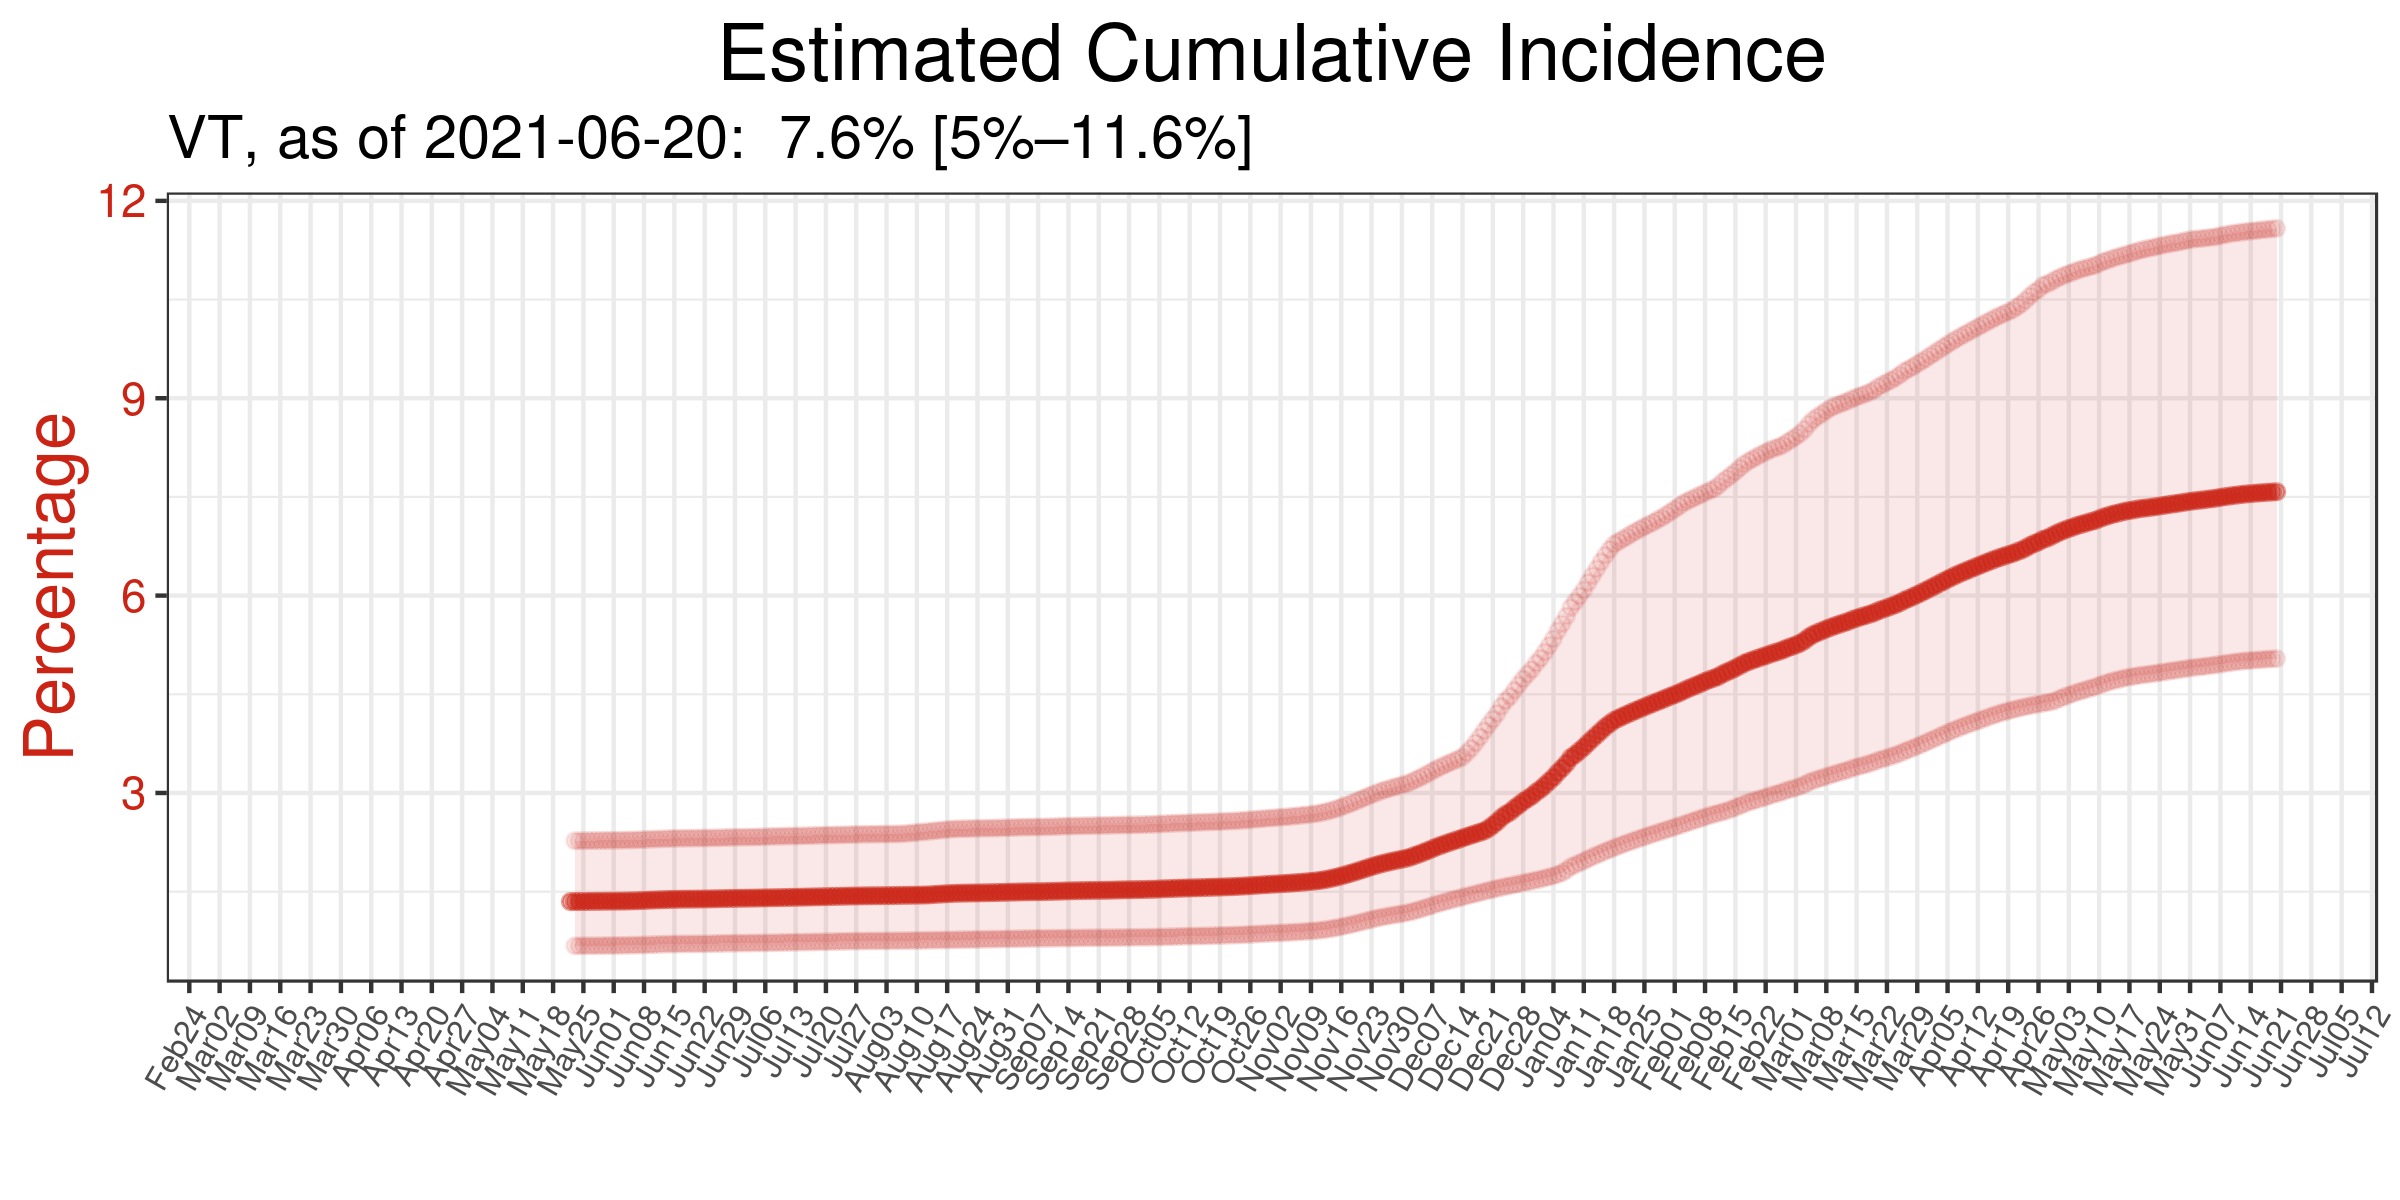 Estimated Cumulative Incidence
VT, as of 2021-06-20:  7.6% [5%–11.6%]
Percentage
12
9
6
3
Feb24
Mar02
Mar09
Mar16
Mar23
Mar30
Apr06
Apr13
Apr20
Apr27
May04
May11
May18
May25
Jun01
Jun08
Jun15
Jun22
Jun29
Jul06
Jul13
Jul20
Jul27
Aug03
Aug10
Aug17
Aug24
Aug31
Sep07
Sep14
Sep21
Sep28
Oct05
Oct12
Oct19
Oct26
Nov02
Nov09
Nov16
Nov23
Nov30
Dec07
Dec14
Dec21
Dec28
Jan04
Jan11
Jan18
Jan25
Feb01
Feb08
Feb15
Feb22
Mar01
Mar08
Mar15
Mar22
Mar29
Apr05
Apr12
Apr19
Apr26
May03
May10
May17
May24
May31
Jun07
Jun14
Jun21
Jun28
Jul05
Jul12